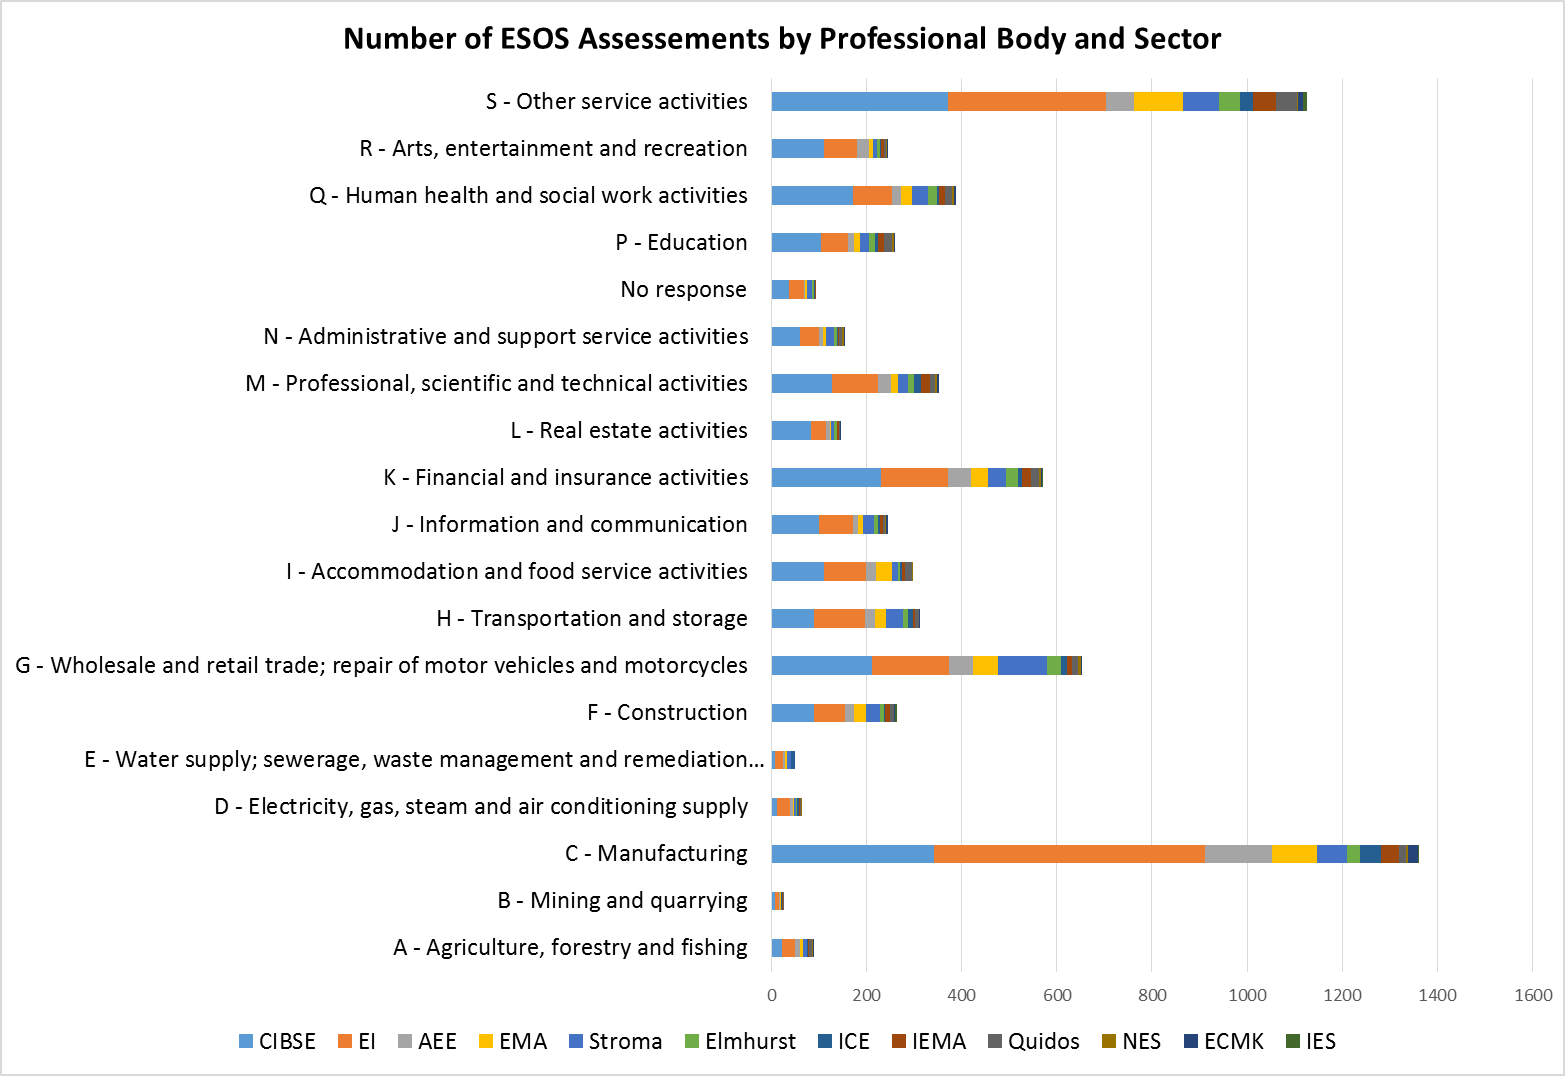 Number of ESOS Assessements by Professional Body and Sector
S - Other service activities
R - Arts, entertainment and recreation
Q - Human health and social work activities
P - Education
No response
N - Administrative and support service activities
M - Professional, scientific and technical activities
L - Real estate activities
K - Financial and insurance activities
J - Information and communication
I - Accommodation and food service activities
H - Transportation and storage
G - Wholesale and retail trade; repair of motor vehicles and motorcycles
F - Construction
E - Water supply; sewerage, waste management and remediation...
D - Electricity, gas, steam and air conditioning supply
C - Manufacturing
B - Mining and quarrying
A - Agriculture, forestry and fishing
0 200 400 600 800 1000 1200 1400 1600
CIBSE EI AEE EMA Stroma Elmhurst ICE IEMA Quidos NES ECMK IES